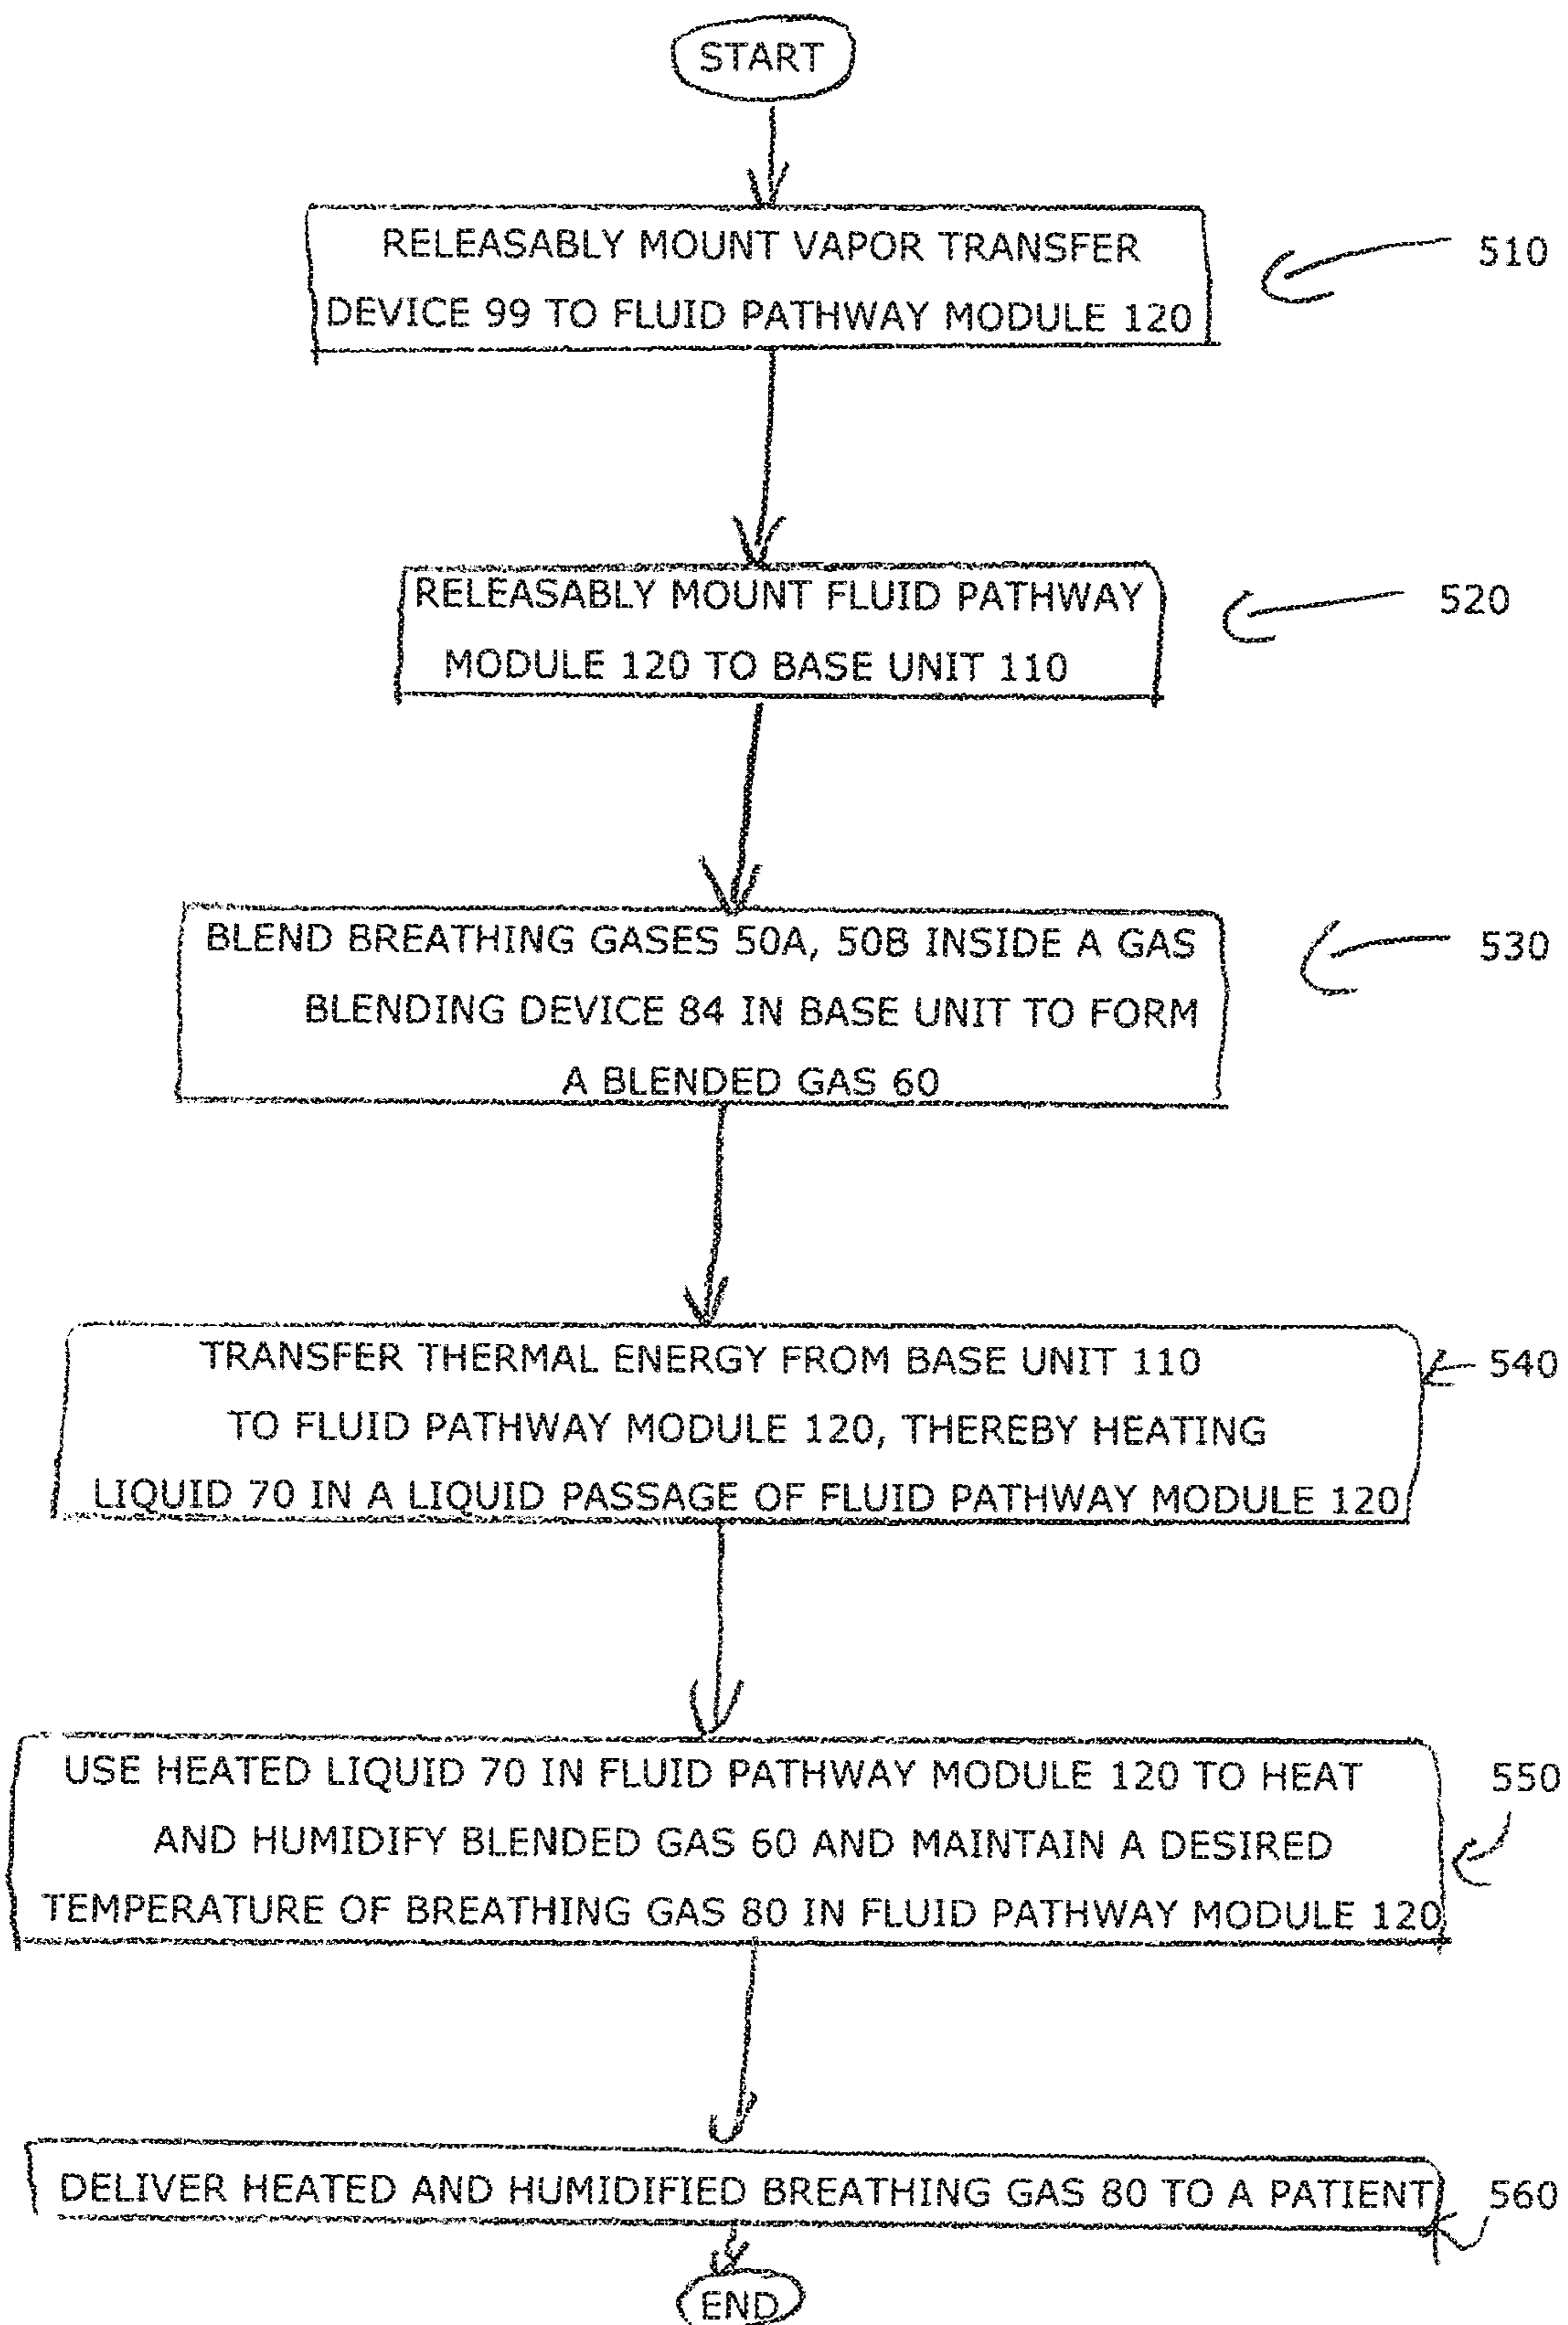 START
RELEASABLY MOUNT VAPOR TRANSFER
DEVICE 99 TO FLUID PATHWAY MODULE 120
510
RELEASABLY MOUNT FLUID PATHWAY
MODULE 120 TO BASE UNIT 110
520
BLEND BREATHING GASES 50A, 50B INSIDE A GAS
BLENDING DEVICE 84 IN BASE UNIT TO FORM
A BLENDED GAS 60
530
TRANSFER THERMAL ENERGY FROM BASE UNIT 110
TO FLUID PATHWAY MODULE 120, THEREBY HEATING
LIQUID 70 IN A LIQUID PASSAGE OF FLUID PATHWAY MODULE 120
540
USE HEATED LIQUID 70 IN FLUID PATHWAY MODULE 120 TO HEAT
AND HUMIDIFY BLENDED GAS 60 AND MAINTAIN A DESIRED
TEMPERATURE OF BREATHING GAS 80 IN FLUID PATHWAY MODULE 120
550
DELIVER HEATED AND HUMIDIFIED BREATHING GAS 80 TO A PATIENT
560
END